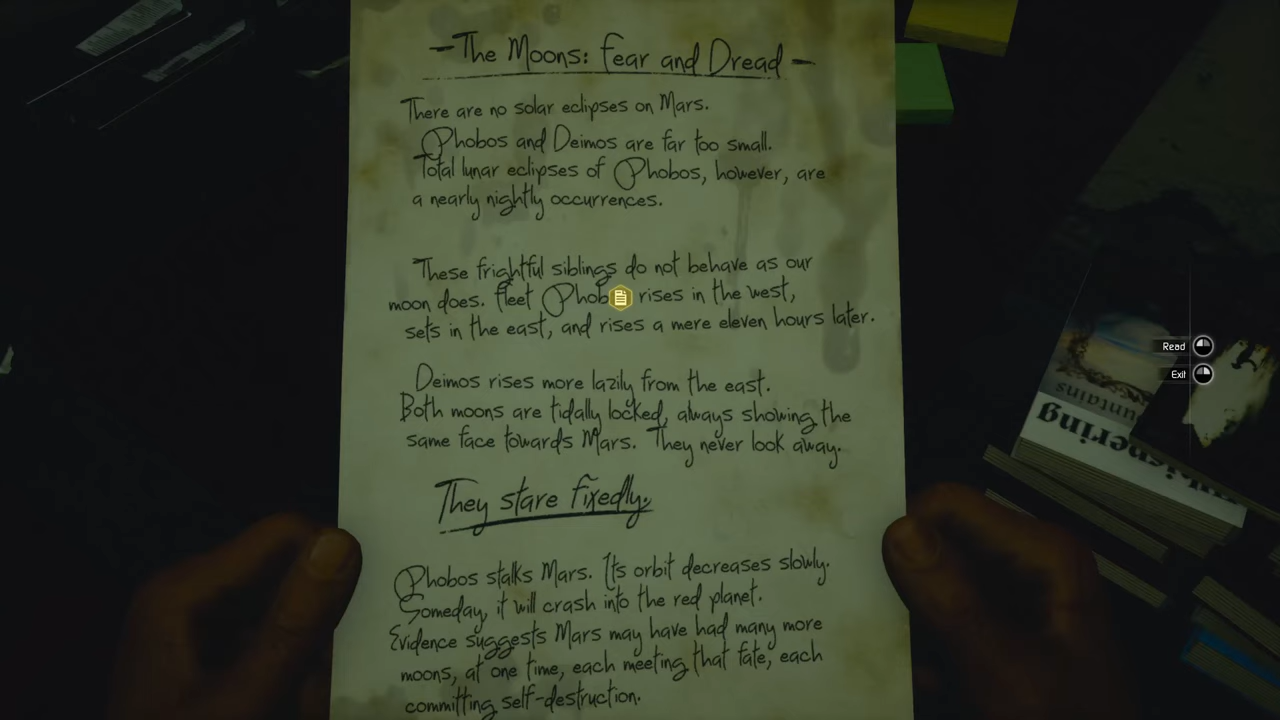 -The Moons: Fear and Dread-
There are no solar eclipses on Mars.
Phobos and Deimos are far too small.
Total lunar eclipses of Phobos, however, are
a nearly nightly occurrences.
These frightful siblings do not behave as our
moon does. Fleet Phob rises in the west,
sets in the east, and rises a mere eleven hours later.
Deimos rises more lazily from the east.
Both moons are tidally locked, always showing the
same face towards Mars. They never look away.
They stare fixedly.
Phobos stalks Mars. Its orbit decreases slowly.
Someday, it will crash into the red planet.
Evidence suggests Mars may have had many more
moons, at one time, each meeting that fate, each
committing self-destruction.
Read
Exit
untains